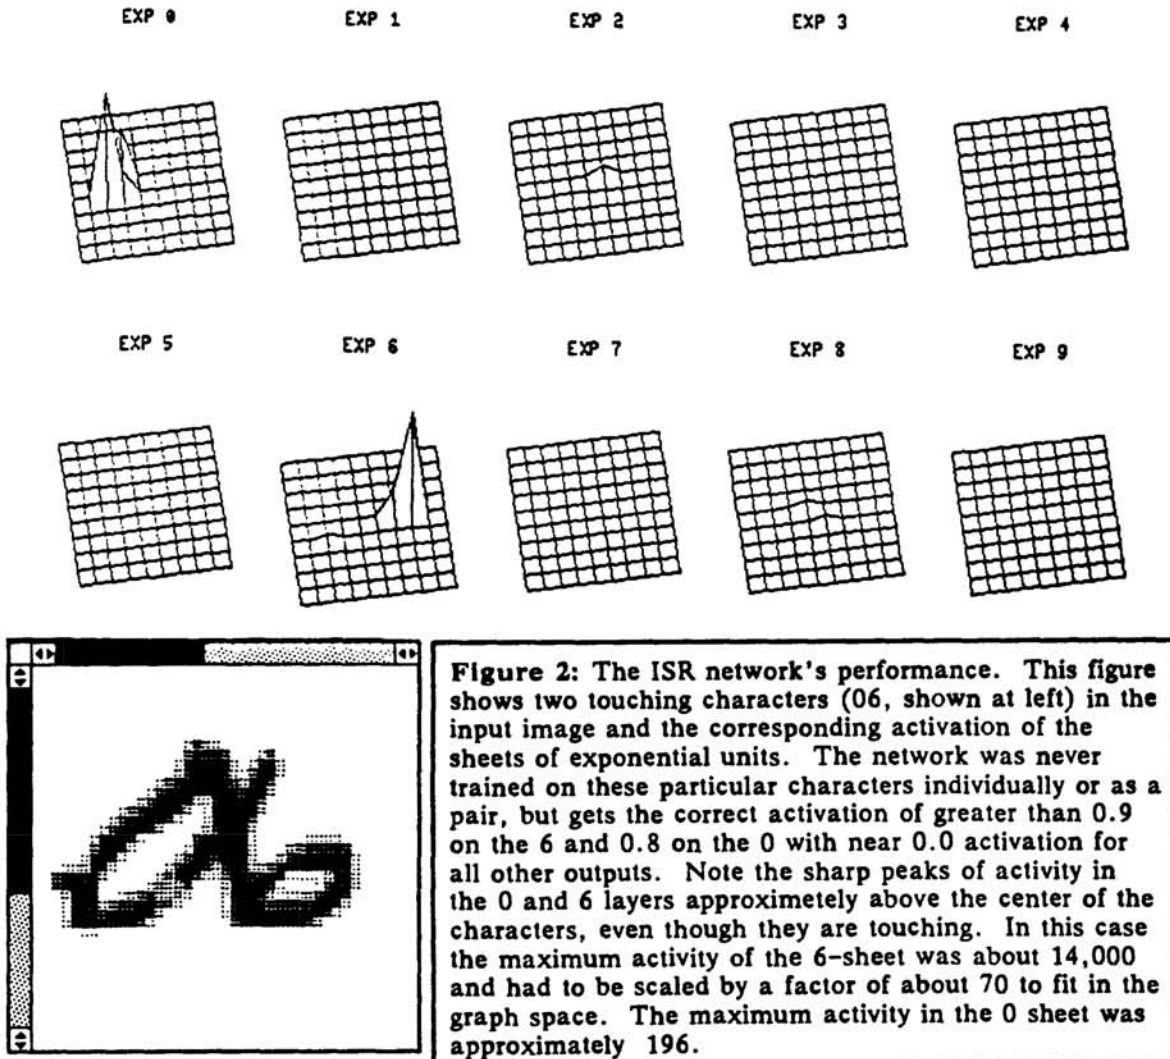 EXP 0 EXP 1 EXP 2 EXP 3 EXP 4
EXP 5 EXP 6 EXP 7 EXP 8 EXP 9
Figure 2: The ISR network's performance. This figure
shows two touching characters (06, shown at left) in the
input image and the corresponding activation of the
sheets of exponential units. The network was never
trained on these particular characters individually or as a
pair, but gets the correct activation of greater than 0.9
on the 6 and 0.8 on the 0 with near 0.0 activation for
all other outputs. Note the sharp peaks of activity in
the 0 and 6 layers approximetely above the center of the
characters, even though they are touching. In this case
the maximum activity of the 6-sheet was about 14,000
and had to be scaled by a factor of about 70 to fit in the
graph space. The maximum activity in the 0 sheet was
approximately 196.
06